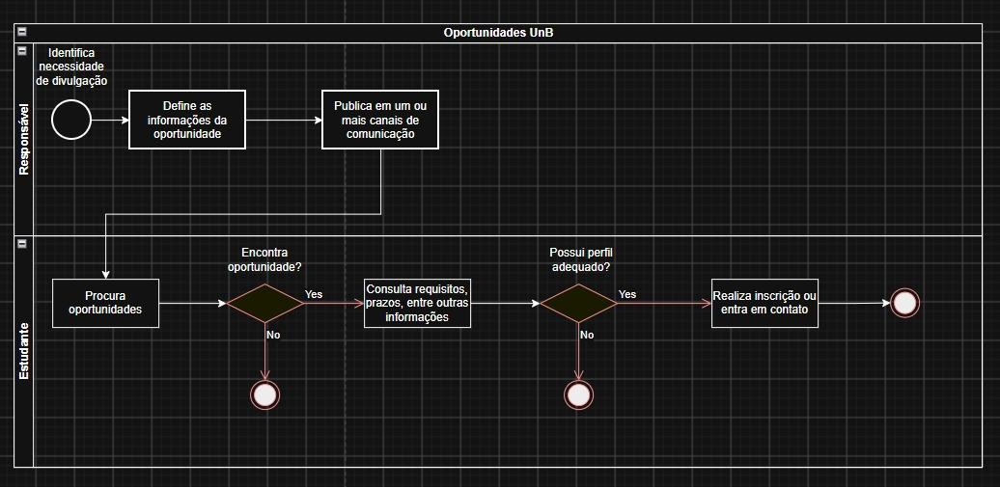 Oportunidades UnB
Responsável
Identifica
necessidade
de divulgação
Define as
informações da
oportunidade
Publica em um ou
mais canais de
comunicação
Estudante
Procura
oportunidades
Encontra
oportunidade?
Yes
No
Consulta requisitos,
prazos, entre outras
informações
Possui perfil
adequado?
Yes
No
Realiza inscrição ou
entra em contato